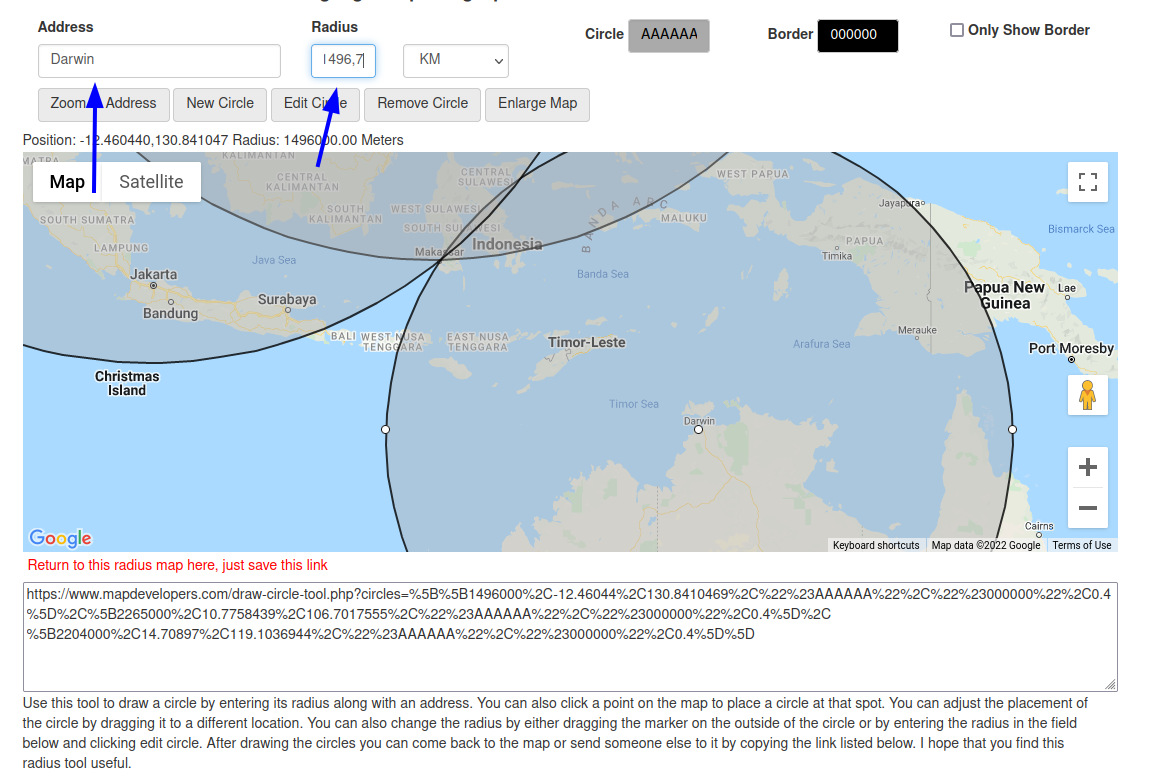 Address
Radius
Circle
AAAAAA
Border
000000
Only Show Border
Darwin
1496,7
KM
Zoom Address
New Circle
Edit Circle
Remove Circle
Enlarge Map
Position: -12.460440,130.841047 Radius: 1496000.00 Meters
Map
Satellite
MATRA
KALIMANTAN
CENTRAL
KALIMANTAN
CENTRAL
SULAWESI
WEST PAPUA
SOUTH SUMATRA
SOUTH
KALIMANTAN
WEST SULAWESI
SOUTH SULAWESI
BANDA ARC
MALUKU
Jayapura
Bismarck Sea
LAMPUNG
Java Sea
Makassar
Indonesia
PAPUA
Timika
Jakarta
Banda Sea
Bandung
Surabaya
Papua New
Guinea
Lae
BALI
WEST NUSA
TENGGARA
EAST NUSA
TENGGARA
Timor-Leste
Arafura Sea
Merauke
Port Moresby
Christmas
Island
Timor Sea
Darwin
Cairns
Google
Keyboard shortcuts
Map data ©2022 Google
Terms of Use
Return to this radius map here, just save this link
https://www.mapdevelopers.com/draw-circle-tool.php?circles=%5B%5B1496000%2C-12.46044%2C130.8410469%2C%22%23AAAAAA%22%2C%22%23000000%22%2C0.4
%5D%2C%5B2265000%2C10.7758439%2C106.7017555%2C%22%23AAAAAA%22%2C%22%23000000%22%2C0.4%5D%2C
%5B2204000%2C14.70897%2C119.1036944%2C%22%23AAAAAA%22%2C%22%23000000%22%2C0.4%5D%5D
Use this tool to draw a circle by entering its radius along with an address. You can also click a point on the map to place a circle at that spot. You can adjust the placement of
the circle by dragging it to a different location. You can also change the radius by either dragging the marker on the outside of the circle or by entering the radius in the field
below and clicking edit circle. After drawing the circles you can come back to the map or send someone else to it by copying the link listed below. I hope that you find this
radius tool useful.